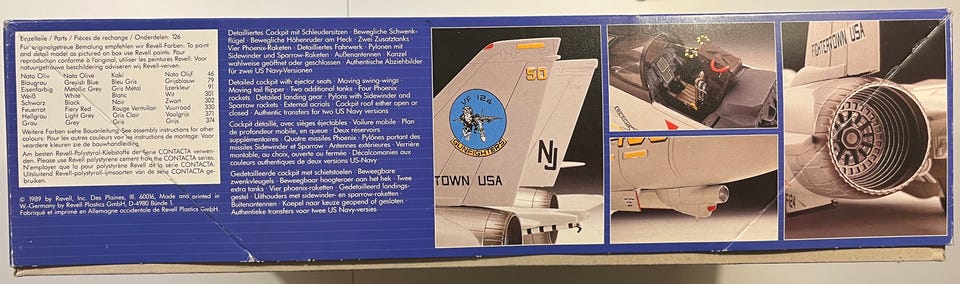 Einzelteile / Parts / Pièces de rechange / Onderdelen: 126
Für originalgetreue Bemalung empfehlen wir Revell-Farben: To paint
and detail model as pictured on box use Revell paints: Pour
reproduction conforme à l'original, utiliser les peintures Revell: Voor
natuurgetrouwe beschildering adviseren wij Revell-verven:
Nato Oliv Nato Olive Kaki Nato Olijf 46
Blaugrau Greyish Blue Bleu Gris Grijsblauw 79
Eisenfarbig Metallic Grey Gris Métal Ijzerkleur 91
Weiß White Blanc Wit 301
Schwarz Black Noir Zwart 302
Feuerrot Fiery Red Rouge Vermillon Vuurrood 330
Hellgrau Light Grey Gris Clair Vaalgrijs 371
Grau Grey Gris Grijs 374
Weitere Farben siehe Bauanleitung · See assembly instructions for other
colours. Pour les autres couleurs voir les instructions de montage. Voor
verdere kleuren zie de bouwhandleiding.
Am besten Revell-Polystyrol-Klebstoffe der Serie CONTACTA verwen-
den. Please use Revell polystyrene cement from the CONTACTA series.
N'employer que la pour polystyrène Revell de la série CONTACTA.
Uitsluitend Revell-polystyrol-lijmsoorten van de serie CONTACTA ge-
bruiken.
© 1989 by Revell, Inc. Des Plaines, Ill. 60016, Made and printed in
W.-Germany by Revell Plastics GmbH, D-4980 Bünde 1.
Fabriqué et imprimé en Allemagne occidentale de Revell Plastics GmbH.
Detailliertes Cockpit mit Schleudersitzen · Bewegliche Schwenk-
flügel · Bewegliche Höhenruder am Heck · Zwei Zusatztanks ·
Vier Phoenix-Raketen · Detailliertes Fahrwerk · Pylonen mit
Sidewinder und Sparrow-Raketen · Außenantennen · Kanzel
wahlweise geöffnet oder geschlossen · Authentische Abziehbilder
für zwei US Navy-Versionen
Detailed cockpit with ejector seats · Moving swing-wings ·
Moving tail flipper · Two additional tanks · Four Phoenix
rockets · Detailed landing gear · Pylons with Sidewinder and
Sparrow rockets · External acrials · Cockpit roof either open or
closed · Authentic transfers for two US Navy versions
Cockpit détaillé, avec sièges éjectables · Voilure mobile · Plan
de profondeur mobile, en queue · Deux réservoirs
supplémentaires · Quatre missiles Phoenix · Pylônes portant des
missiles Sidewinder et Sparrow · Antennes extérieures · Verrière
montable, au choix, ouverte ou fermée · Décalcomanies aux
couleurs authentiques de deux versions US-Navy
Gedetailleerde cockpit met schietstoelen · Beweegbare
zwenkvleugels · Beweegbaar hoogteroer aan het hek · Twee
extra tanks · Vier phoenix-raketten · Gedetailleerd landings-
gestel · Uithouders met sidewinder- en sparrow-raketten ·
Buitenantennen · Koepel naar keuze geopend of gesloten ·
Authentieke transfers voor twee US Navy-versies
50
VF 124
GUNFIGHTERS
NJ
TOWN USA
FIGHTERTOWN USA